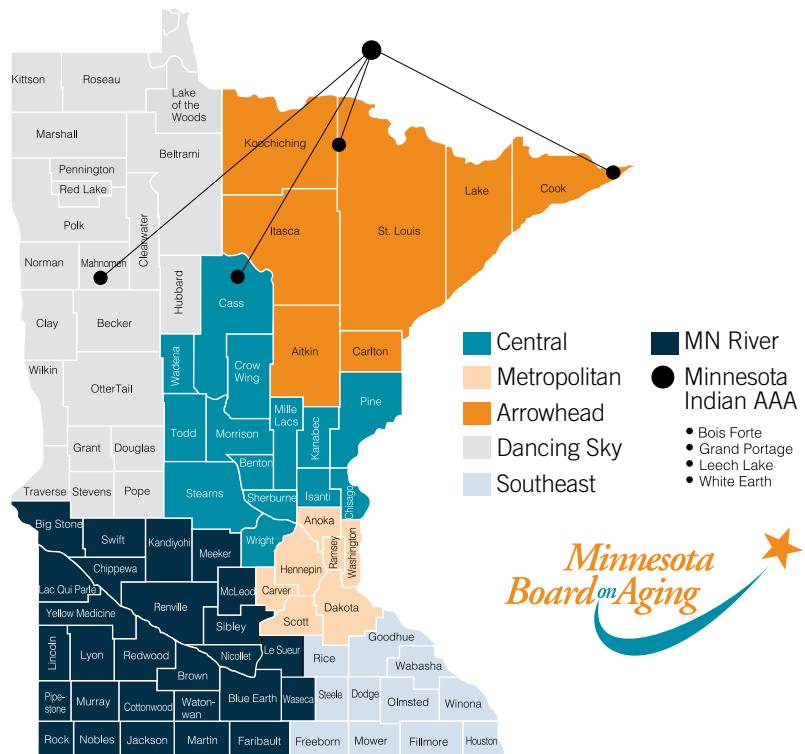 Kittson
Roseau
Lake
of the
Woods
Marshall
Koochiching
Beltrami
Pennington
Red Lake
Lake
Cook
Itasca
St. Louis
Polk
Clearwater
Norman
Mahnomen
Hubbard
Cass
Clay
Becker
Wadena
Crow
Wing
Aitkin
Carlton
Wilkin
OtterTail
Pine
Mille
Lacs
Kanabec
Todd
Morrison
Grant
Douglas
Benton
Traverse
Stevens
Pope
Stearns
Sherburne
Isanti
Chisago
Big Stone
Swift
Kandiyohi
Meeker
Wright
Anoka
Ramsey
Washington
Hennepin
Chippewa
Lac Qui Parle
McLeod
Carver
Dakota
Yellow Medicine
Renville
Scott
Sibley
Goodhue
Lincoln
Lyon
Redwood
Nicollet
Le Sueur
Rice
Wabasha
Brown
Pipe-
stone
Murray
Cottonwood
Waton-
wan
Blue Earth
Waseca
Steele
Dodge
Olmsted
Winona
Rock
Nobles
Jackson
Martin
Faribault
Freeborn
Mower
Fillmore
Houston
Central
Metropolitan
Arrowhead
Dancing Sky
Southeast
MN River
Minnesota
Indian AAA
• Bois Forte
• Grand Portage
• Leech Lake
• White Earth
Minnesota
Board on Aging